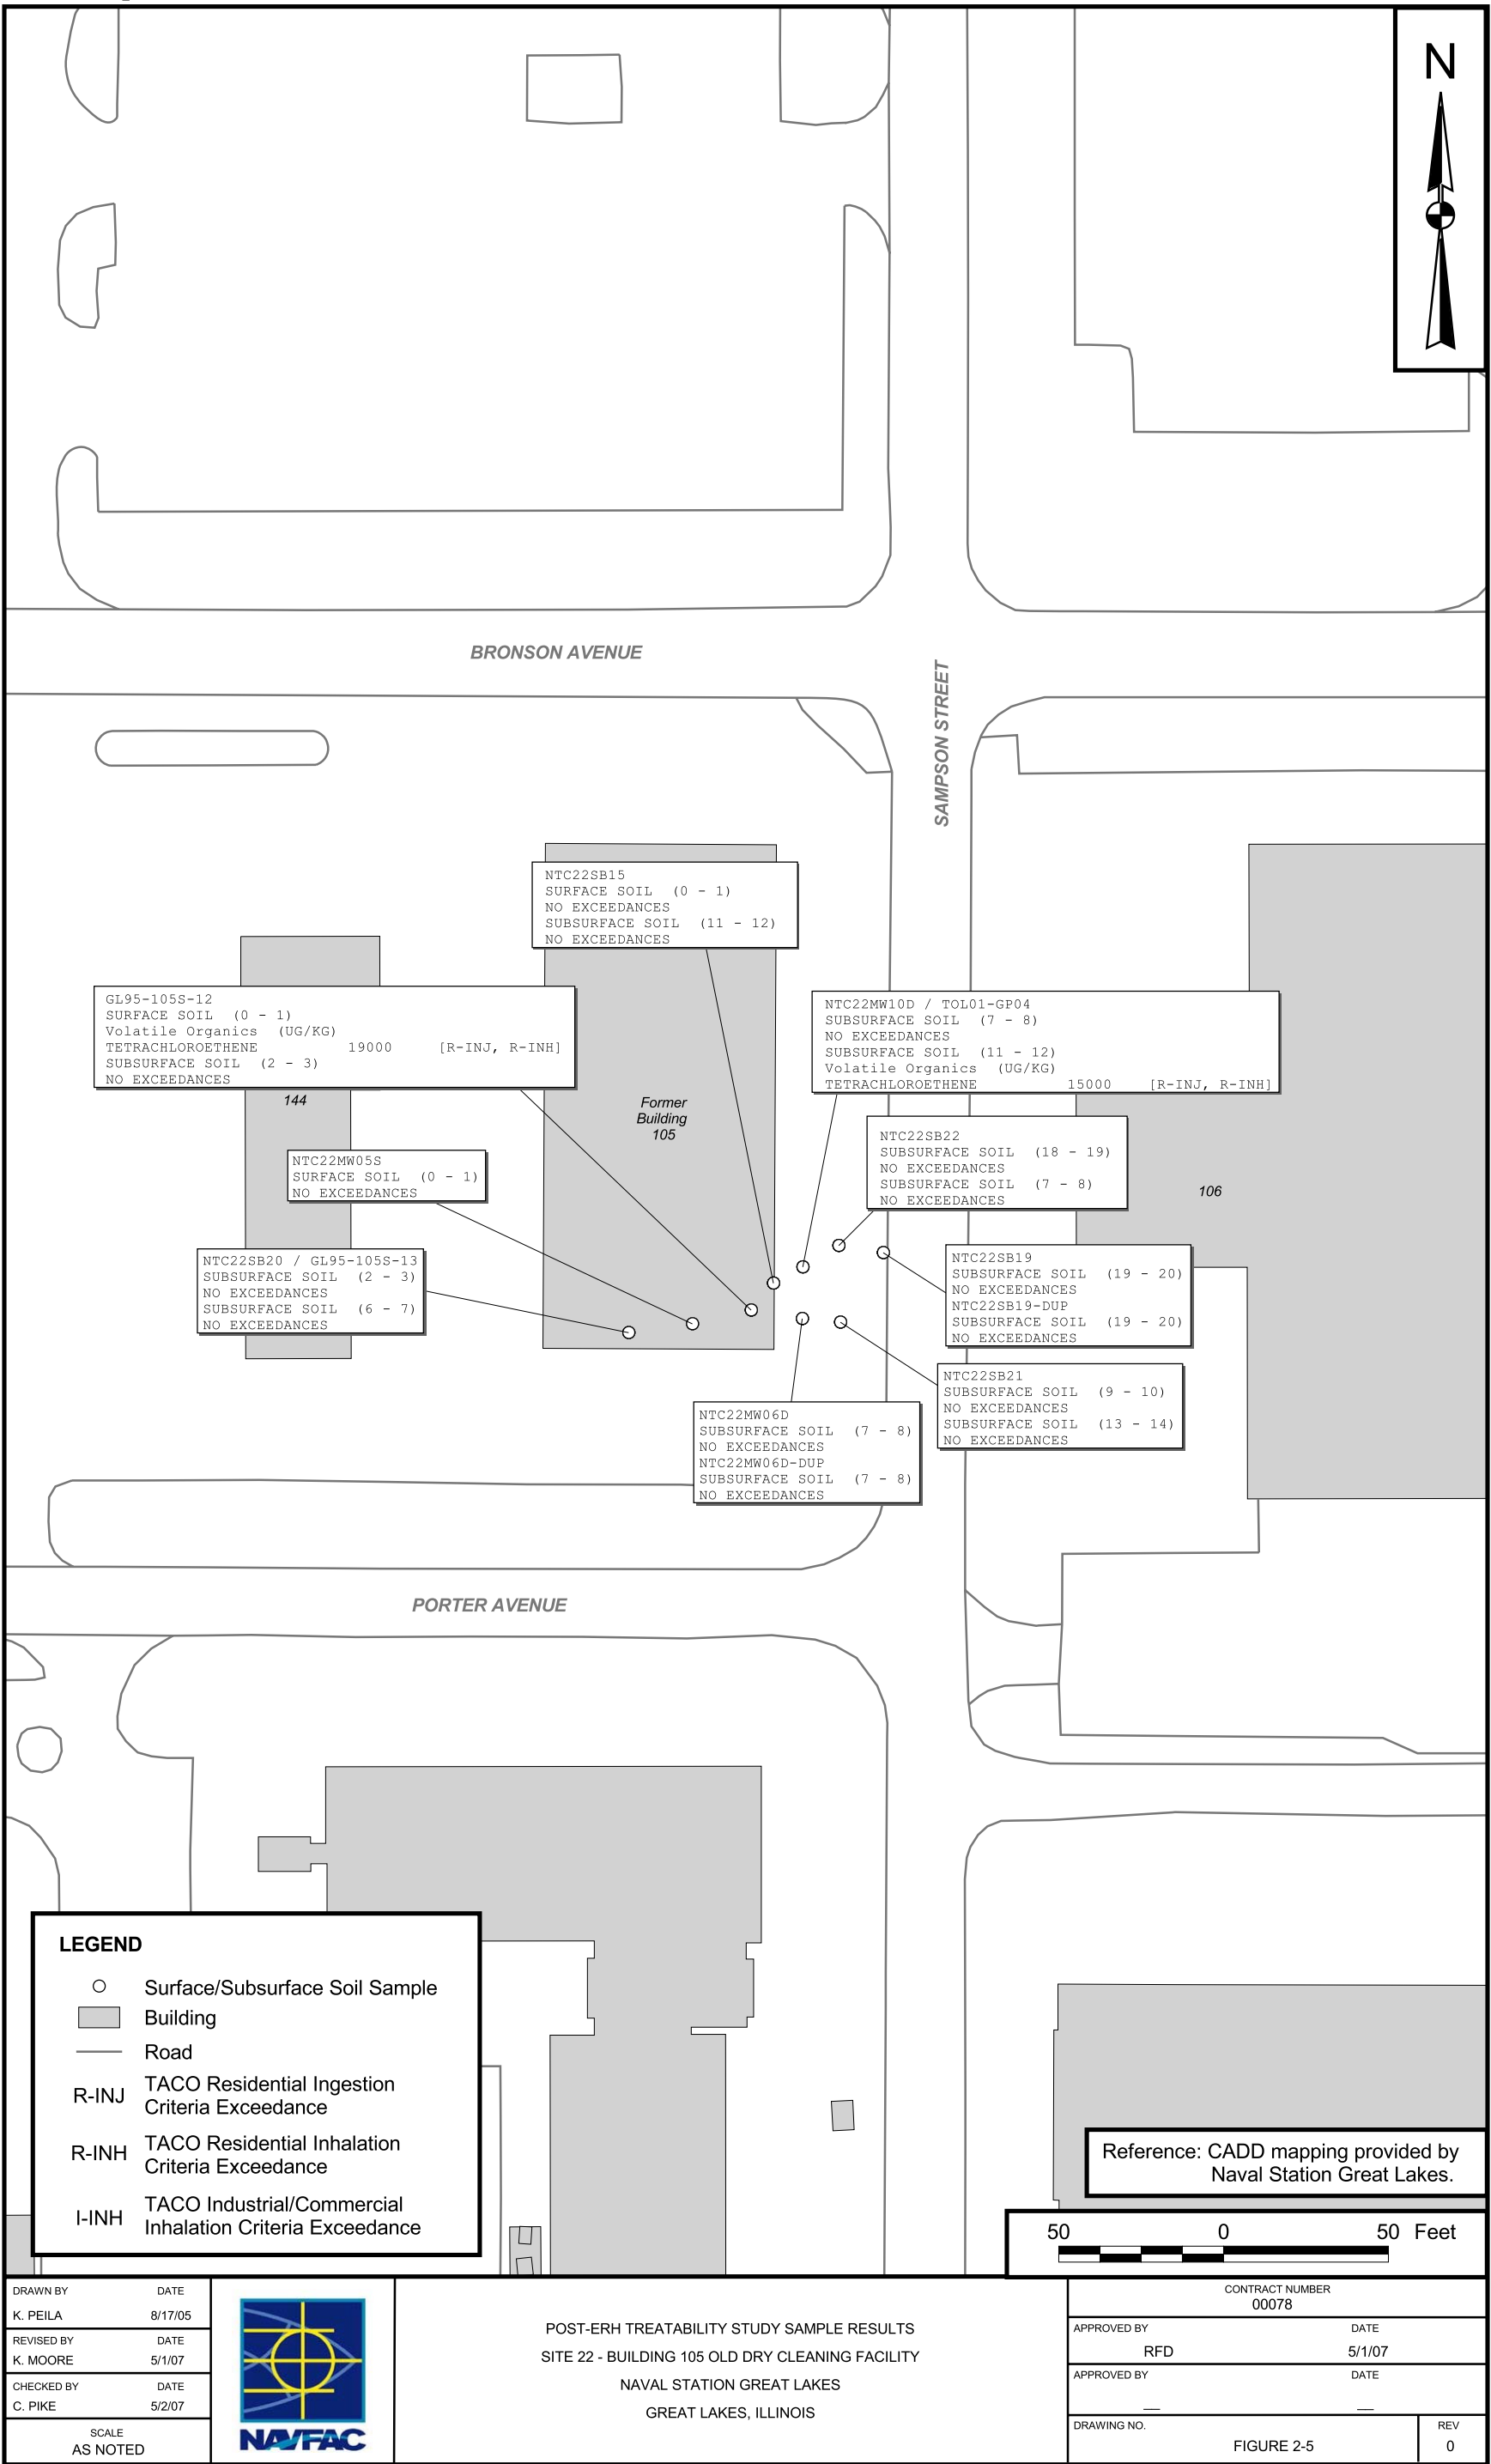 N
BRONSON AVENUE
SAMPSON STREET
NTC22SB15
SURFACE SOIL (0 - 1)
NO EXCEEDANCES
SUBSURFACE SOIL (11 - 12)
NO EXCEEDANCES
GL95-105S-12
SURFACE SOIL (0 - 1)
Volatile Organics (UG/KG)
TETRACHLOROETHENE 19000 [R-INJ, R-INH]
SUBSURFACE SOIL (2 - 3)
NO EXCEEDANCES
NTC22MW10D / TOL01-GP04
SUBSURFACE SOIL (7 - 8)
NO EXCEEDANCES
SUBSURFACE SOIL (11 - 12)
Volatile Organics (UG/KG)
TETRACHLOROETHENE 15000 [R-INJ, R-INH]
144
Former
Building
105
NTC22SB22
SUBSURFACE SOIL (18 - 19)
NO EXCEEDANCES
SUBSURFACE SOIL (7 - 8)
NO EXCEEDANCES
NTC22MW05S
SURFACE SOIL (0 - 1)
NO EXCEEDANCES
106
NTC22SB20 / GL95-105S-13
SUBSURFACE SOIL (2 - 3)
NO EXCEEDANCES
SUBSURFACE SOIL (6 - 7)
NO EXCEEDANCES
NTC22SB19
SUBSURFACE SOIL (19 - 20)
NO EXCEEDANCES
NTC22SB19-DUP
SUBSURFACE SOIL (19 - 20)
NO EXCEEDANCES
NTC22SB21
SUBSURFACE SOIL (9 - 10)
NO EXCEEDANCES
SUBSURFACE SOIL (13 - 14)
NO EXCEEDANCES
NTC22MW06D
SUBSURFACE SOIL (7 - 8)
NO EXCEEDANCES
NTC22MW06D-DUP
SUBSURFACE SOIL (7 - 8)
NO EXCEEDANCES
PORTER AVENUE
LEGEND
Surface/Subsurface Soil Sample
Building
Road
R-INJ TACO Residential Ingestion
Criteria Exceedance
R-INH TACO Residential Inhalation
Criteria Exceedance
I-INH TACO Industrial/Commercial
Inhalation Criteria Exceedance
Reference: CADD mapping provided by
Naval Station Great Lakes.
50 0 50 Feet
DRAWN BY DATE
K. PEILA 8/17/05
REVISED BY DATE
K. MOORE 5/1/07
CHECKED BY DATE
C. PIKE 5/2/07
SCALE
AS NOTED
NAVFAC
POST-ERH TREATABILITY STUDY SAMPLE RESULTS
SITE 22 - BUILDING 105 OLD DRY CLEANING FACILITY
NAVAL STATION GREAT LAKES
GREAT LAKES, ILLINOIS
CONTRACT NUMBER
00078
APPROVED BY DATE
RFD 5/1/07
APPROVED BY DATE
__ __
DRAWING NO. REV
FIGURE 2-5 0